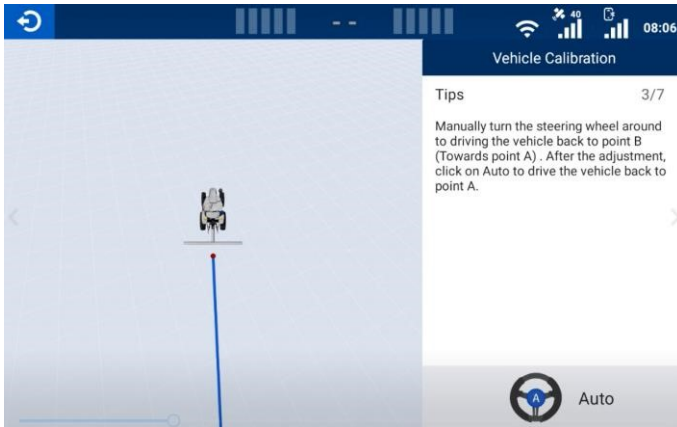 40
08:06
- -
Vehicle Calibration
Tips 3/7
Manually turn the steering wheel around
to driving the vehicle back to point B
(Towards point A) . After the adjustment,
click on Auto to drive the vehicle back to
point A.
A
Auto